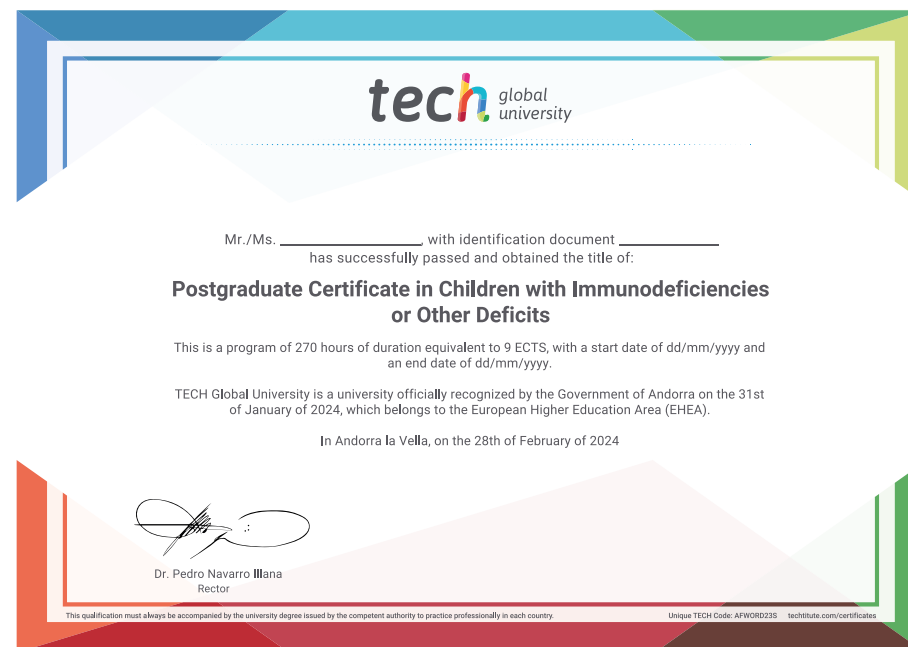 tech global
university
Mr./Ms. ____________, with identification document ____________
has successfully passed and obtained the title of:
Postgraduate Certificate in Children with Immunodeficiencies
or Other Deficits
This is a program of 270 hours of duration equivalent to 9 ECTS, with a start date of dd/mm/yyyy and
an end date of dd/mm/yyyy.
TECH Global University is a university officially recognized by the Government of Andorra on the 31st
of January of 2024, which belongs to the European Higher Education Area (EHEA).
In Andorra la Vella, on the 28th of February of 2024
Dr. Pedro Navarro Illana
Rector
This qualification must always be accompanied by the university degree issued by the competent authority to practice professionally in each country.
Unique TECH Code: AFWORD23S techtitute.com/certificates